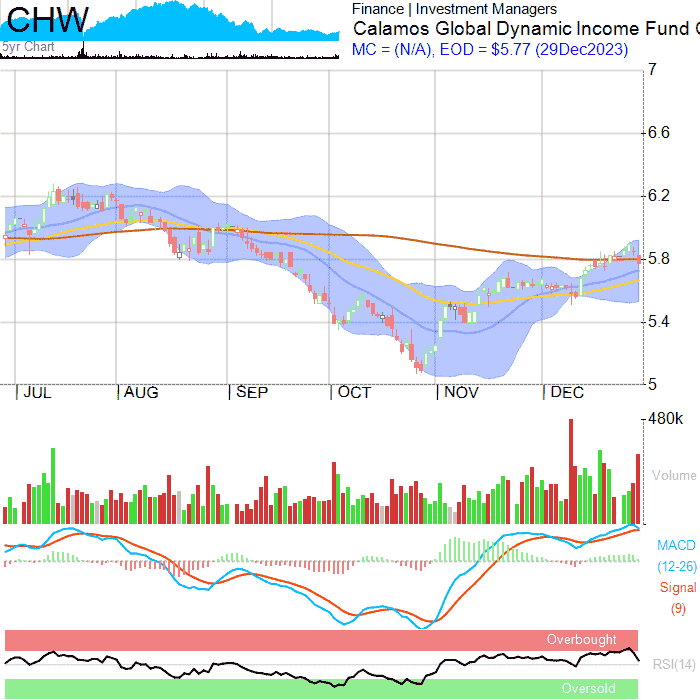 CHW
5yr Chart
Finance | Investment Managers
Calamos Global Dynamic Income Fund
MC = (N/A), EOD = $5.77 (29Dec2023)
7
6.6
6.2
5.8
5.4
5
JUL AUG SEP OCT NOV DEC
480k
Volume
MACD
(12-26)
Signal
(9)
Overbought
RSI(14)
Oversold